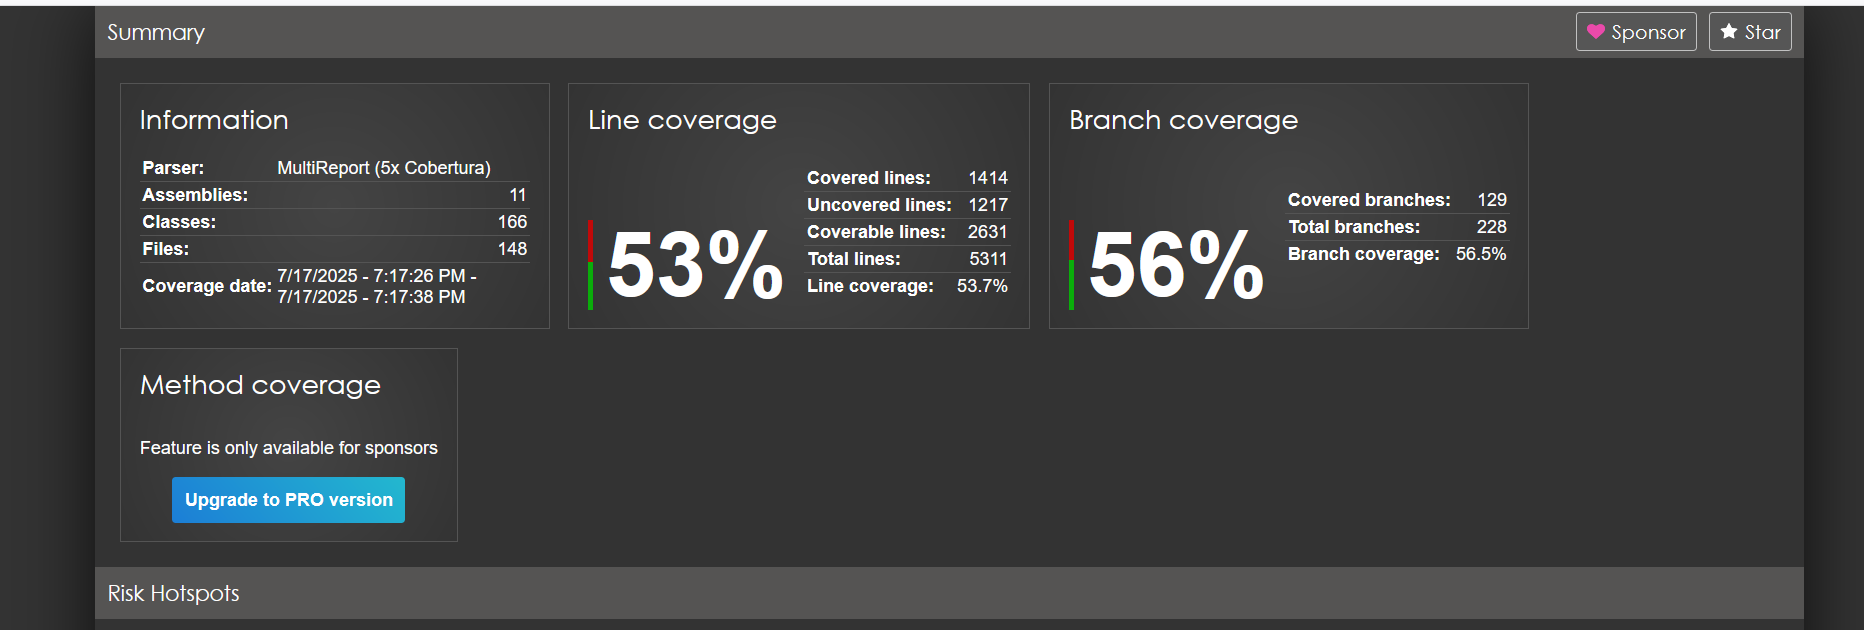 Summary
Sponsor
Star
Information
Parser: MultiReport (5x Cobertura)
Assemblies: 11
Classes: 166
Files: 148
Coverage date: 7/17/2025 - 7:17:26 PM -
7/17/2025 - 7:17:38 PM
Line coverage
53%
Covered lines: 1414
Uncovered lines: 1217
Coverable lines: 2631
Total lines: 5311
Line coverage: 53.7%
Branch coverage
56%
Covered branches: 129
Total branches: 228
Branch coverage: 56.5%
Method coverage
Feature is only available for sponsors
Upgrade to PRO version
Risk Hotspots